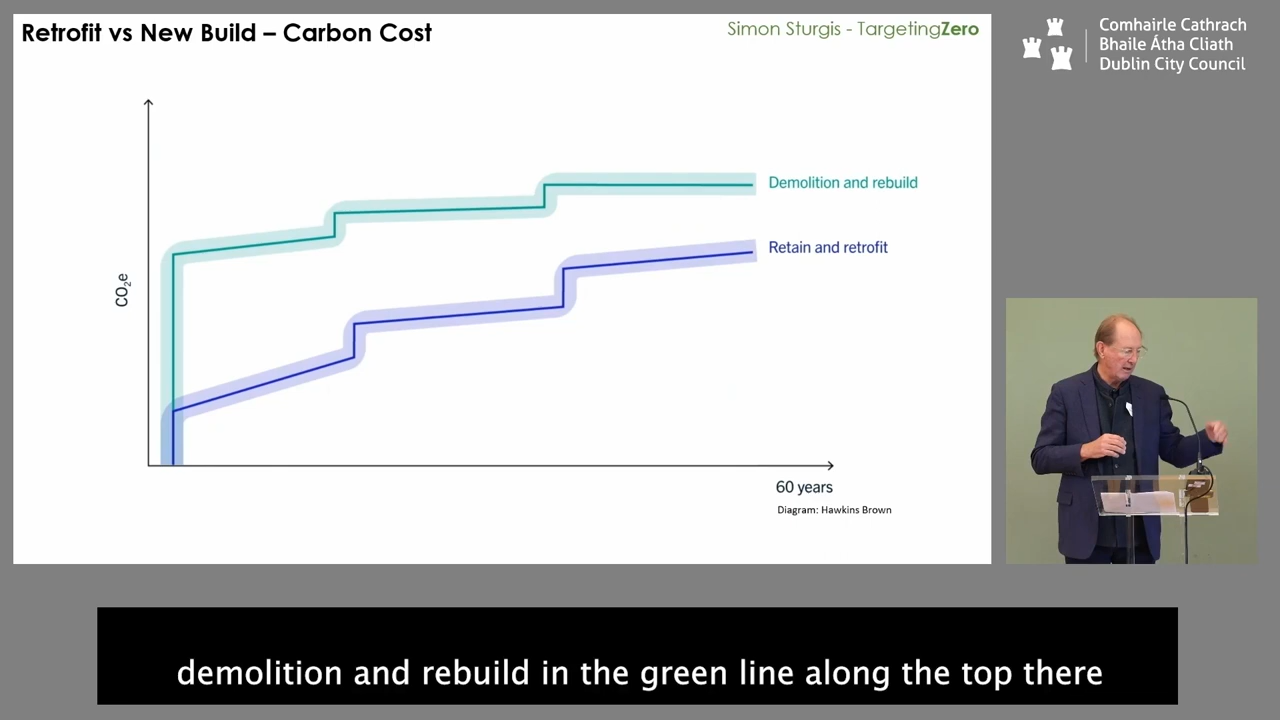 Retrofit vs New Build – Carbon Cost
Simon Sturgis - TargetingZero
Comhairle Cathrach
Bhaile Átha Cliath
Dublin City Council
Demolition and rebuild
Retain and retrofit
CO₂e
60 years
Diagram: Hawkins Brown
demolition and rebuild in the green line along the top there